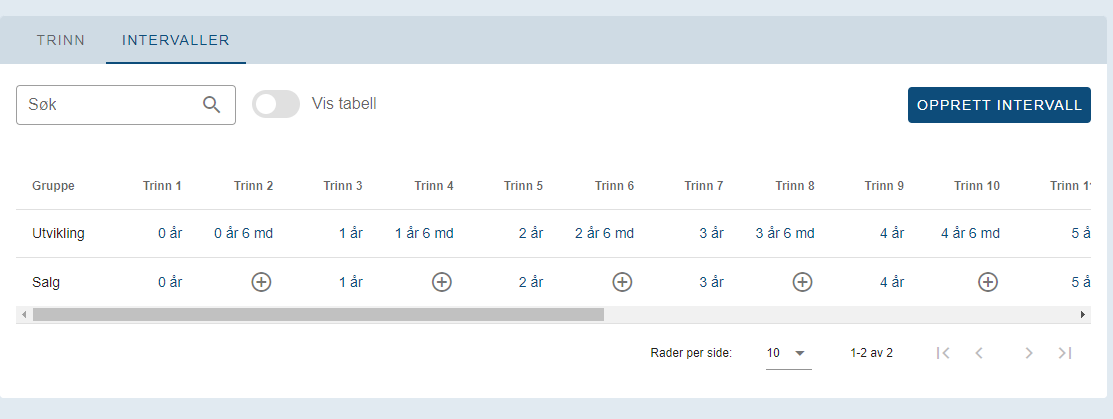 TRINN INTERVALLER
Søk Vis tabell OPPRETT INTERVALL
Gruppe Trinn 1 Trinn 2 Trinn 3 Trinn 4 Trinn 5 Trinn 6 Trinn 7 Trinn 8 Trinn 9 Trinn 10 Trinn
Utvikling 0 år 0 år 6 md 1 år 1 år 6 md 2 år 2 år 6 md 3 år 3 år 6 md 4 år 4 år 6 md 5 å
Salg 0 år 1 år 2 år 3 år 4 år 5 å
Rader per side: 10 1-2 av 2